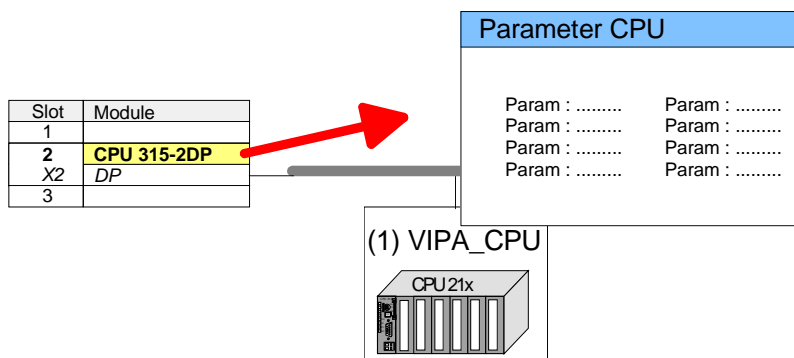 Parameter CPU
Param : ......... Param : .........
Param : ......... Param : .........
Param : ......... Param : .........
Param : ......... Param : .........
Slot Module
1
2 CPU 315-2DP
X2 DP
3
(1) VIPA_CPU
CPU 21x